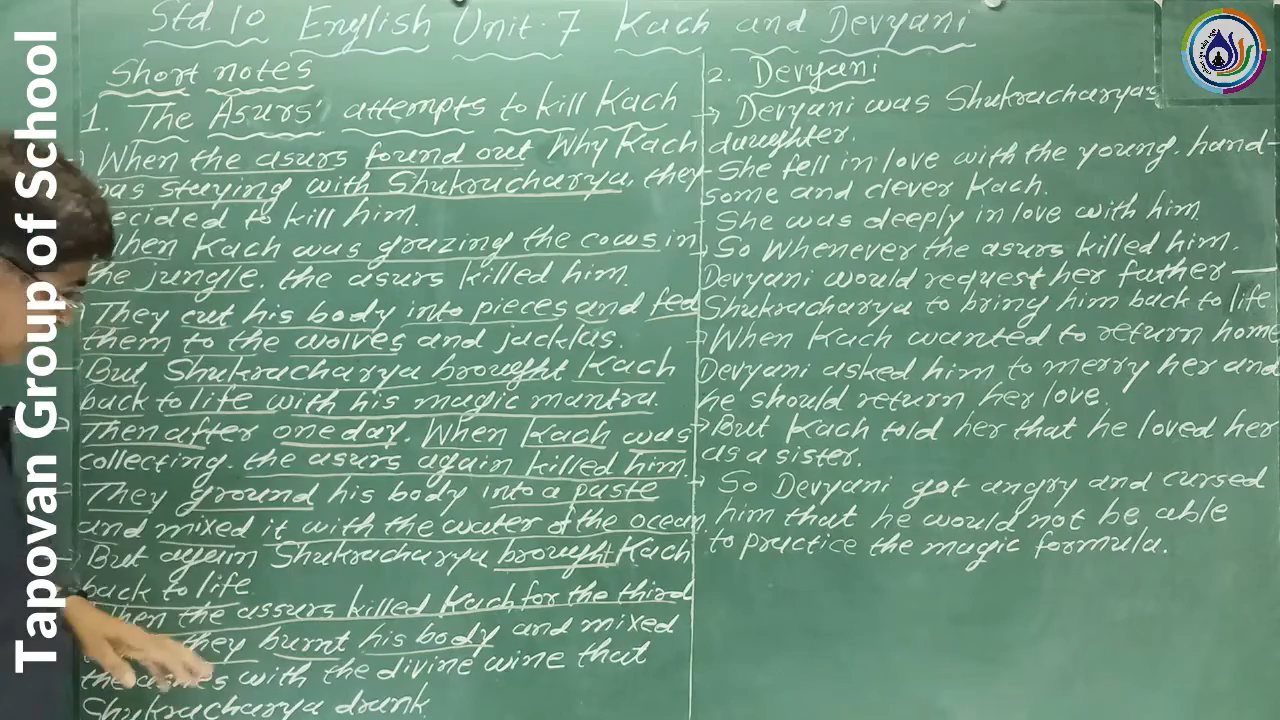 Tapovan Group of School
Std. 10 English Unit-7 Kach and Devyani
Short notes
1. The Asurs' attempts to kill Kach
When the asurs found out Why Kach
was staying with Shukracharya, they
ecided to kill him.
hen Kach was grazing the cows in
he jungle. the asurs killed him.
They cut his body into pieces and fed
them to the wolves and jacklas.
But Shukracharya brought Kach
back to life with his magic mantra.
Then after one day. When Kach was
collecting. the asurs again killed him.
They ground his body into a paste
and mixed it with the water of the ocean.
But again Shukracharya brought Kach
back to life.
hen the assurs killed Kach for the third
they burnt his body and mixed
the ashes with the divine wine that
Shukracharya drunk
2. Devyani
→ Devyani was Shukracharyas
daughter.
- She fell in love with the young. hand-
some and clever Kach.
- She was deeply in love with him.
→ So Whenever the asurs killed him.
Devyani would request her father —
Shukracharya to bring him back to life.
→ When Kach wanted to return home
Devyani asked him to merry her and
he should return her love.
→ But Kach told her that he loved her
as a sister.
→ So Devyani got angry and cursed
him that he would not be able
to practice the magic formula.